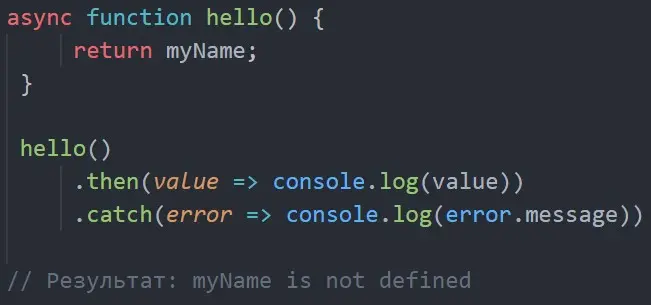 async function hello() {
    return myName;
}

hello()
    .then(value => console.log(value))
    .catch(error => console.log(error.message))

// Результат: myName is not defined